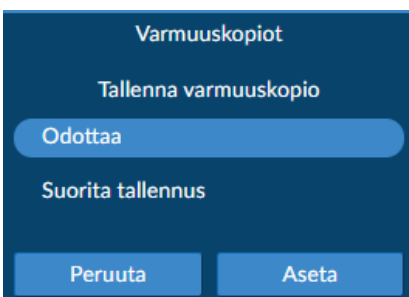 Varmuuskopiot
Tallenna varmuuskopio
Odottaa
Suorita tallennus
Peruuta Aseta